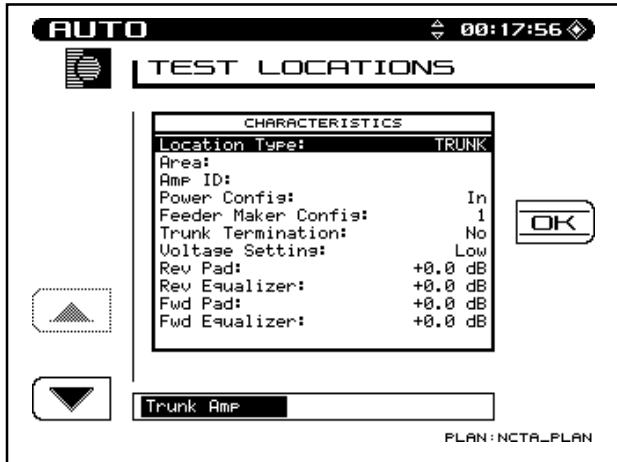 AUTO 00:17:56
TEST LOCATIONS
CHARACTERISTICS
Location Type: TRUNK
Area:
Amp ID:
Power Config: In
Feeder Maker Config: 1
Trunk Termination: No
Voltage Setting: Low
Rev Pad: +0.0 dB
Rev Equalizer: +0.0 dB
Fwd Pad: +0.0 dB
Fwd Equalizer: +0.0 dB
OK
Trunk Amp
PLAN:NCTA_PLAN